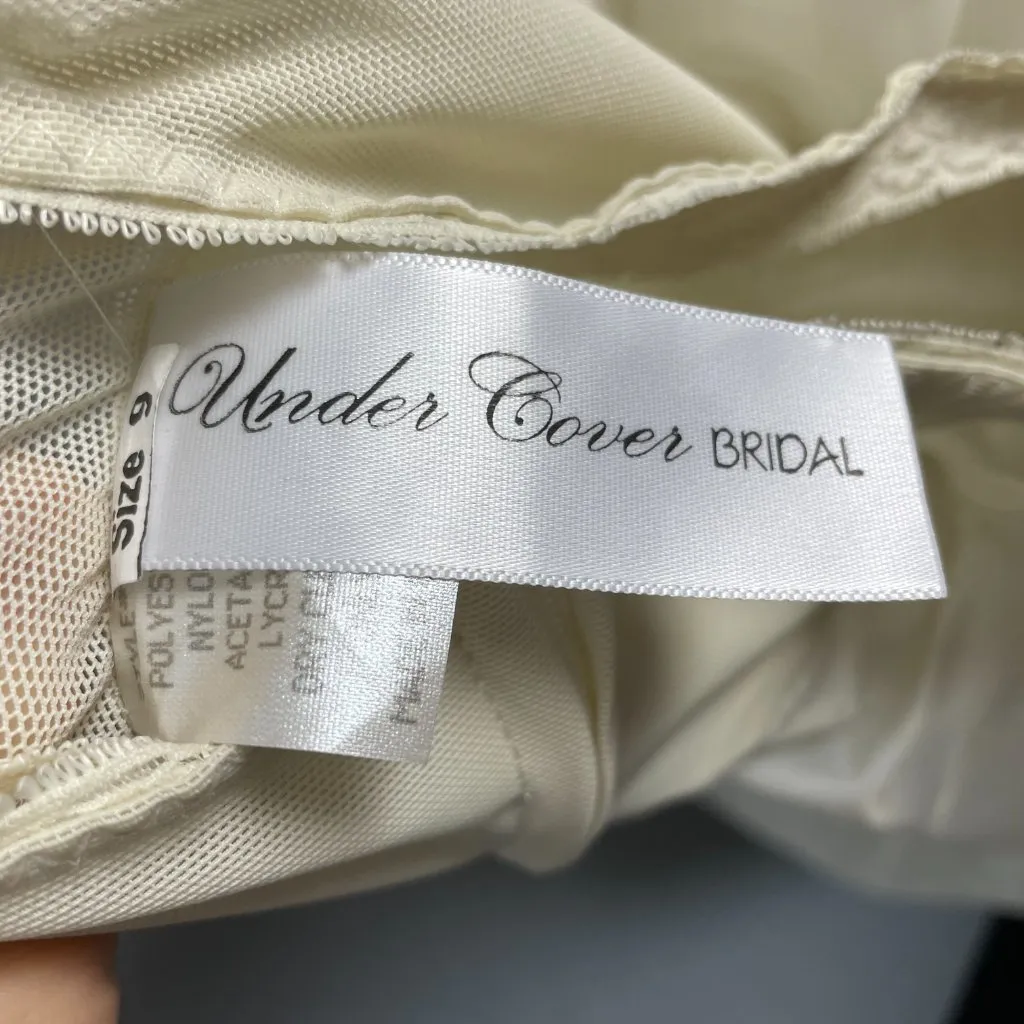 Under Cover BRIDAL
Size 9
POLYES
NYLO
ACETA
LYCR